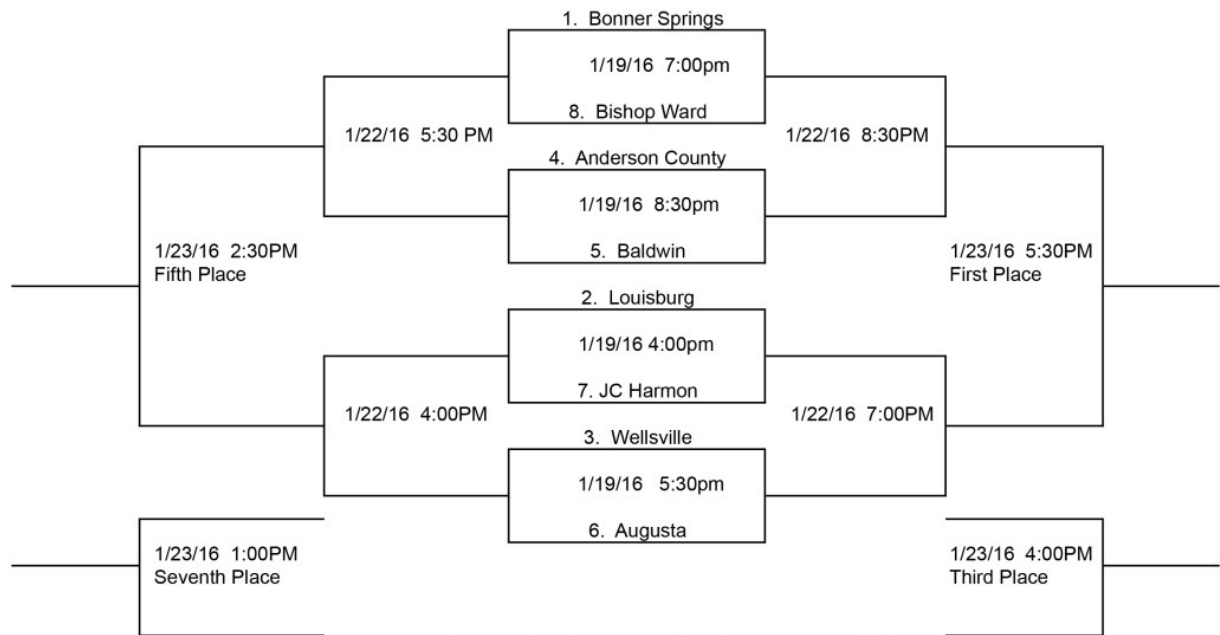 1. Bonner Springs
1/19/16 7:00pm
8. Bishop Ward
1/22/16 5:30 PM
1/22/16 8:30PM
4. Anderson County
1/19/16 8:30pm
5. Baldwin
1/23/16 2:30PM
Fifth Place
1/23/16 5:30PM
First Place
2. Louisburg
1/19/16 4:00pm
7. JC Harmon
1/22/16 4:00PM
1/22/16 7:00PM
3. Wellsville
1/19/16 5:30pm
6. Augusta
1/23/16 1:00PM
Seventh Place
1/23/16 4:00PM
Third Place